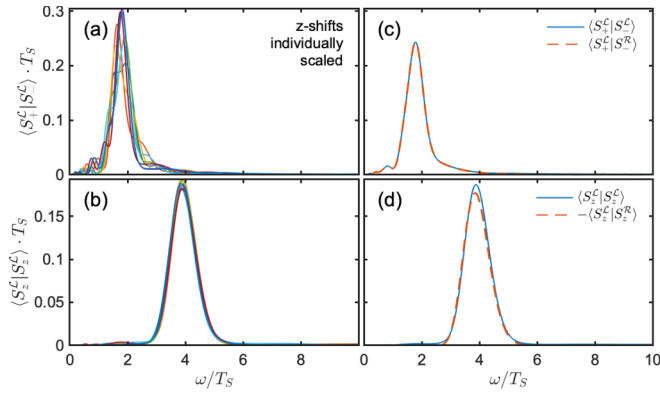 (a)
z-shifts
individually
scaled
0.3
0.2
0.1
0
⟨S₊^ℒ|S₋^ℒ⟩ · T_S
(c)
⟨S₊^ℒ|S₋^ℒ⟩
⟨S₊^ℒ|S₋^ℛ⟩
(b)
0.15
0.1
0.05
0
⟨S_z^ℒ|S_z^ℒ⟩ · T_S
0 2 4 6 8
ω/T_S
(d)
⟨S_z^ℒ|S_z^ℒ⟩
−⟨S_z^ℒ|S_z^ℛ⟩
0 2 4 6 8 10
ω/T_S